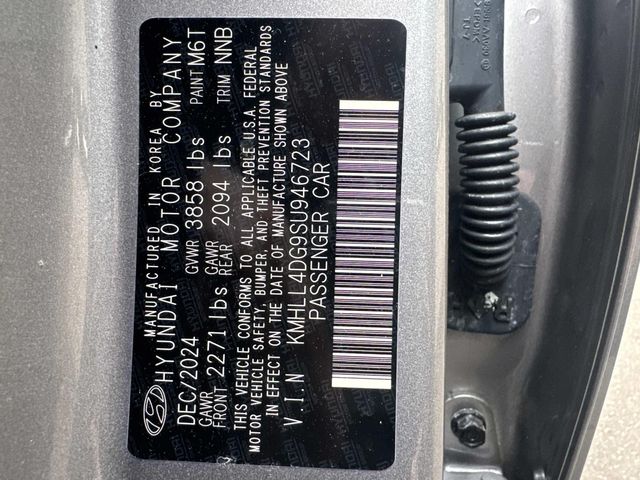 MANUFACTURED IN KOREA BY
HYUNDAI MOTOR COMPANY
DEC/2024 GVWR 3858 lbs PAINT M6T
GAWR FRONT 2271 lbs GAWR REAR 2094 lbs TRIM NNB
THIS VEHICLE CONFORMS TO ALL APPLICABLE U.S.A. FEDERAL
MOTOR VEHICLE SAFETY, BUMPER, AND THEFT PREVENTION STANDARDS
IN EFFECT ON THE DATE OF MANUFACTURE SHOWN ABOVE
V.I.N KMHLL4DG9SU946723
PASSENGER CAR